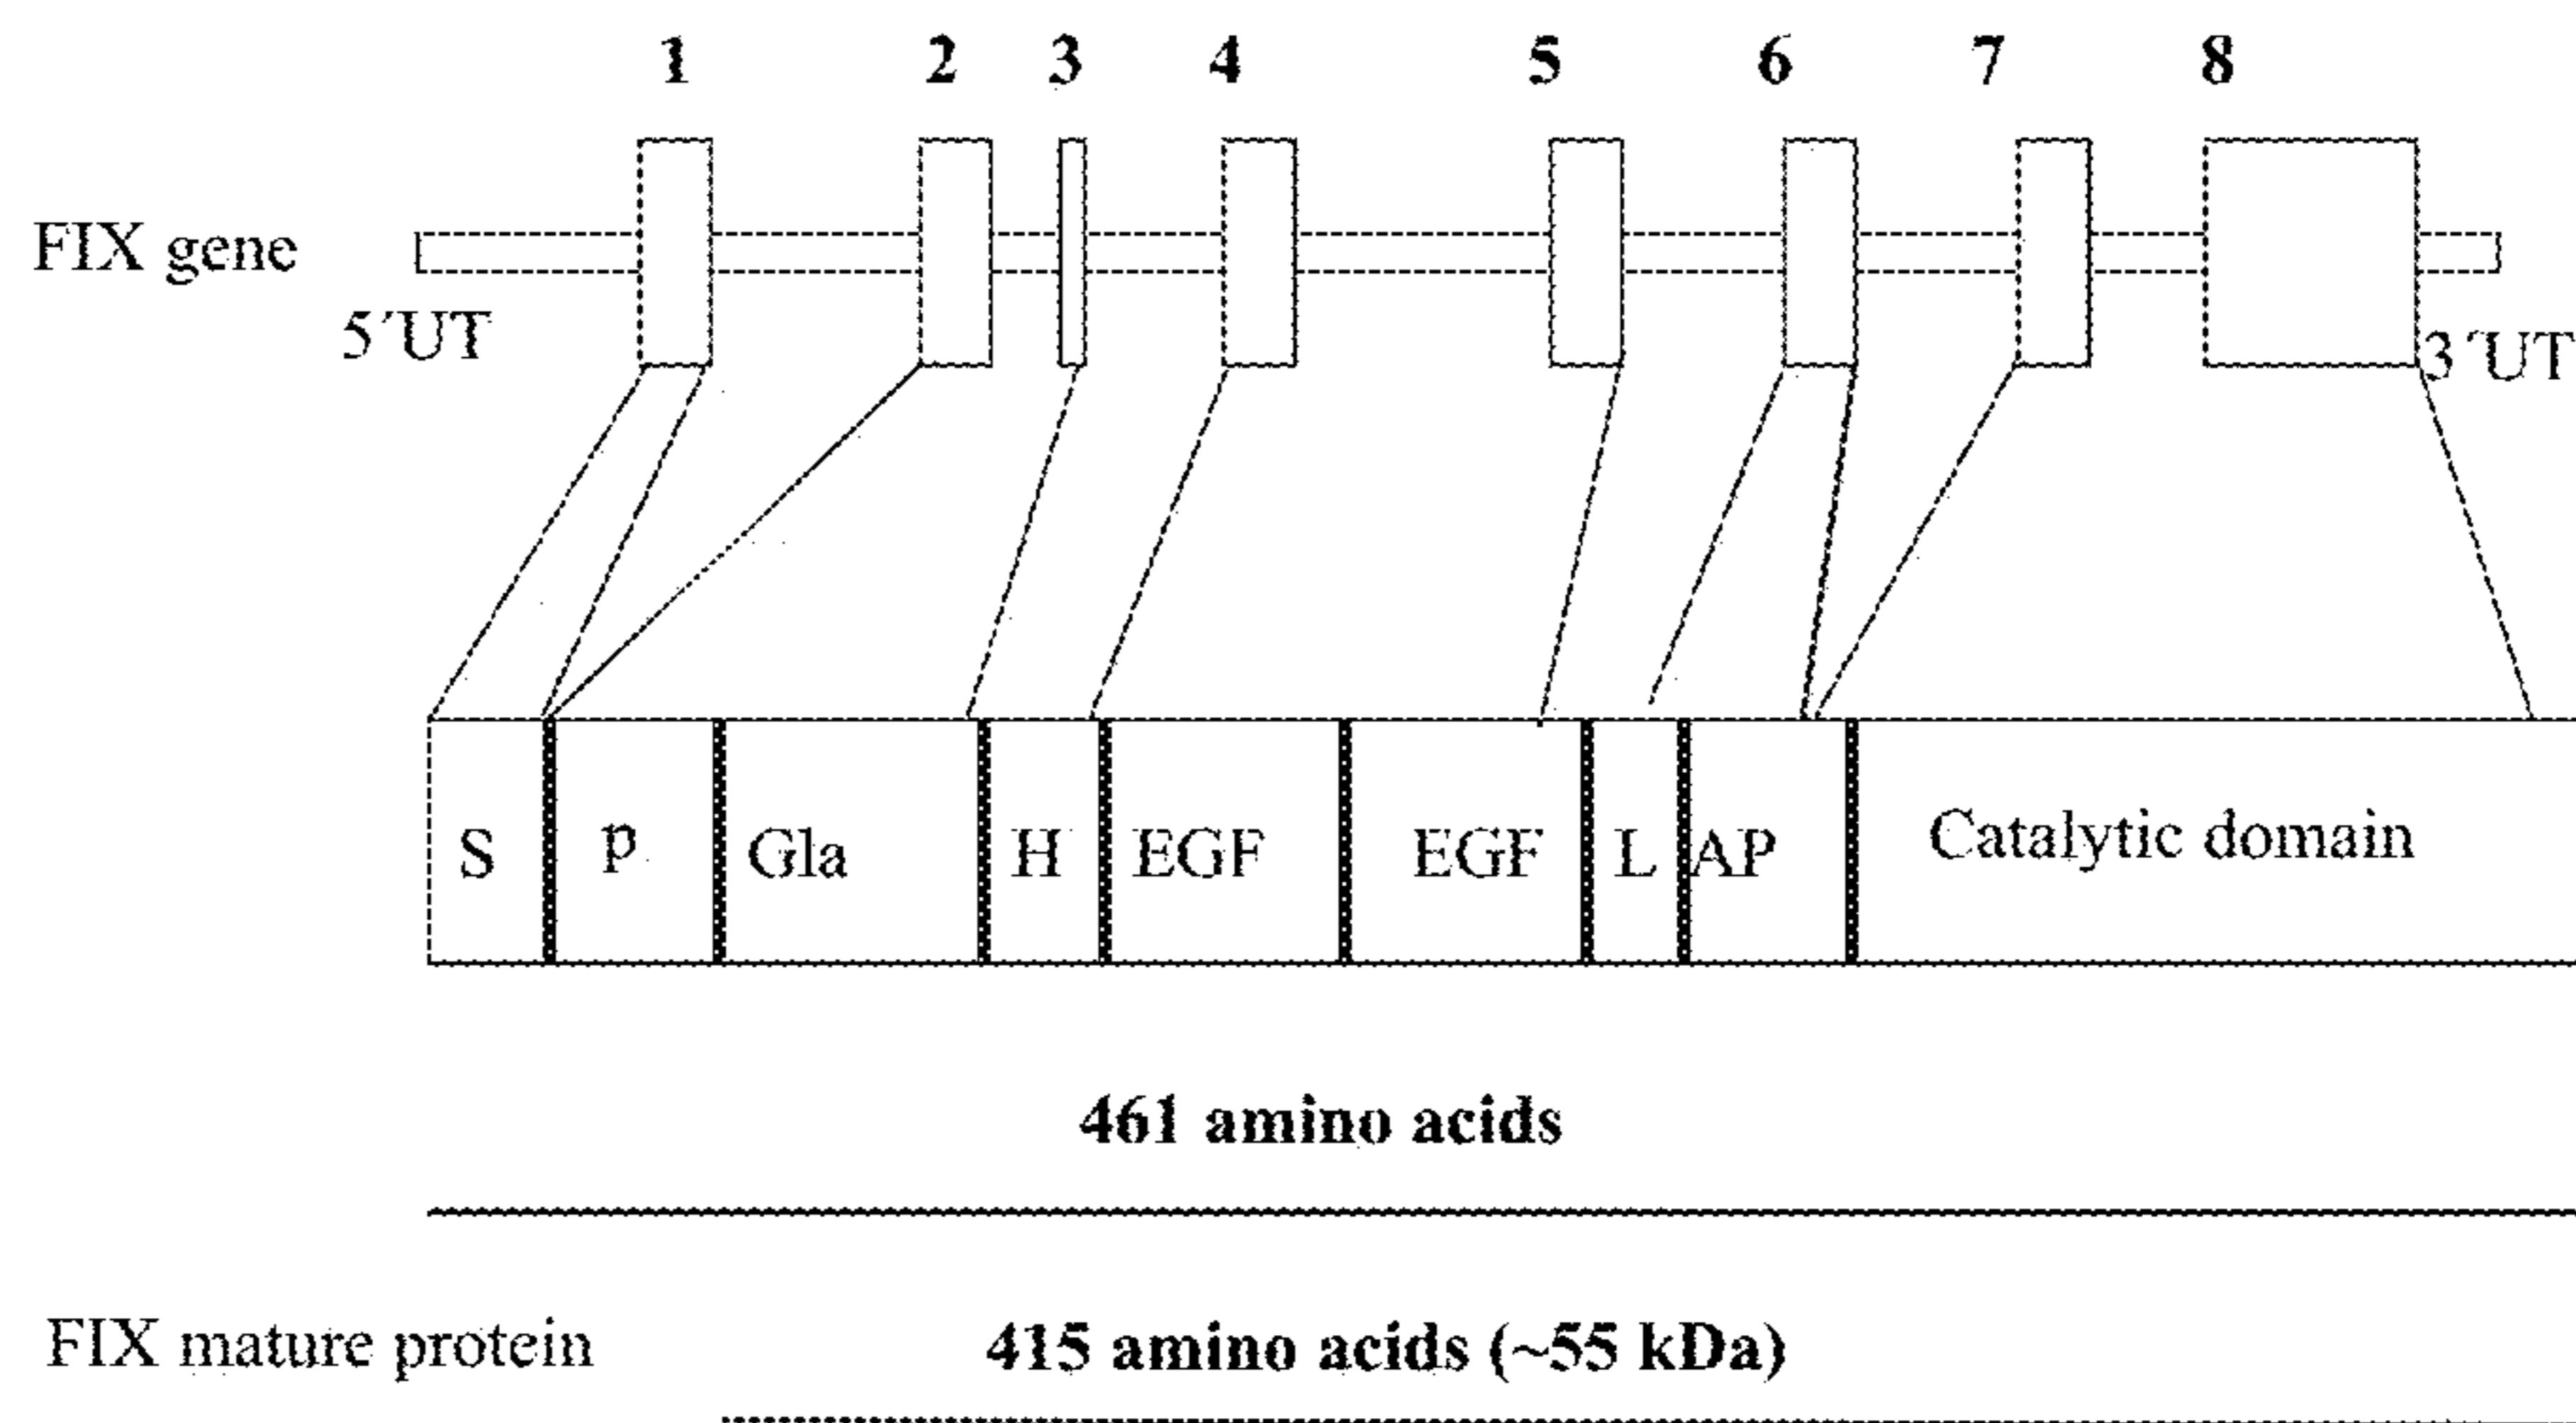 1 2 3 4 5 6 7 8
FIX gene
5´UT
3´UT
S p Gla H EGF EGF L AP Catalytic domain
461 amino acids
FIX mature protein 415 amino acids (~55 kDa)